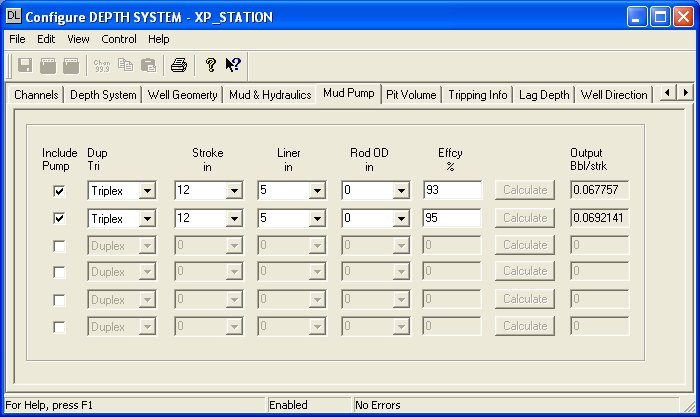 DL Configure DEPTH SYSTEM - XP_STATION
File Edit View Control Help
Chan 99.9 ? ?
Channels Depth System Well Geomerty Mud & Hydraulics Mud Pump Pit Volume Tripping Info Lag Depth Well Direction
Include Dup Stroke Liner Rod OD Effcy Output
Pump Tri in in in % Bbl/strk
Triplex 12 5 0 93 Calculate 0.067757
Triplex 12 5 0 95 Calculate 0.0692141
Duplex 0 0 0 0 Calculate 0
Duplex 0 0 0 0 Calculate 0
Duplex 0 0 0 0 Calculate 0
Duplex 0 0 0 0 Calculate 0
For Help, press F1 Enabled No Errors